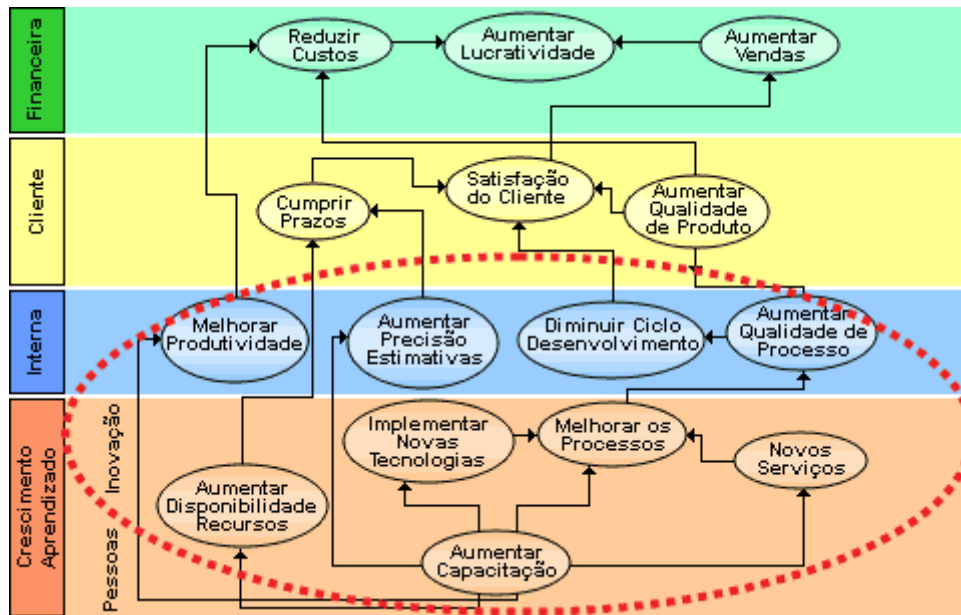 Financeira
Reduzir
Custos
Aumentar
Lucratividade
Aumentar
Vendas
Cliente
Cumprir
Prazos
Satisfação
do Cliente
Aumentar
Qualidade
de Produto
Interna
Melhorar
Produtividade
Aumentar
Precisão
Estimativas
Diminuir Ciclo
Desenvolvimento
Aumentar
Qualidade de
Processo
Crescimento
Aprendizado
Inovação
Pessoas
Implementar
Novas
Tecnologias
Melhorar os
Processos
Novos
Serviços
Aumentar
Disponibilidade
Recursos
Aumentar
Capacitação